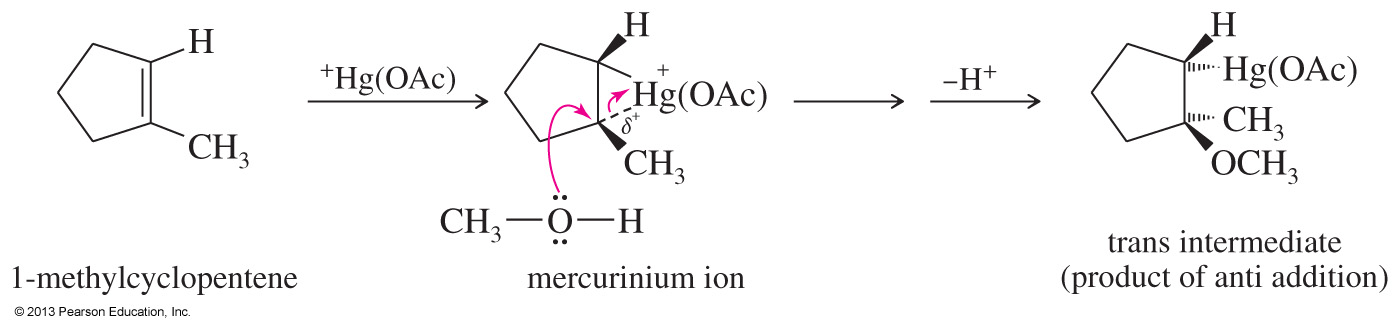 H
CH₃
⁺Hg(OAc)
H
+
Hg(OAc)
δ⁺
CH₃
CH₃—O—H
–H⁺
H
Hg(OAc)
CH₃
OCH₃
1-methylcyclopentene
mercurinium ion
trans intermediate
(product of anti addition)
© 2013 Pearson Education, Inc.